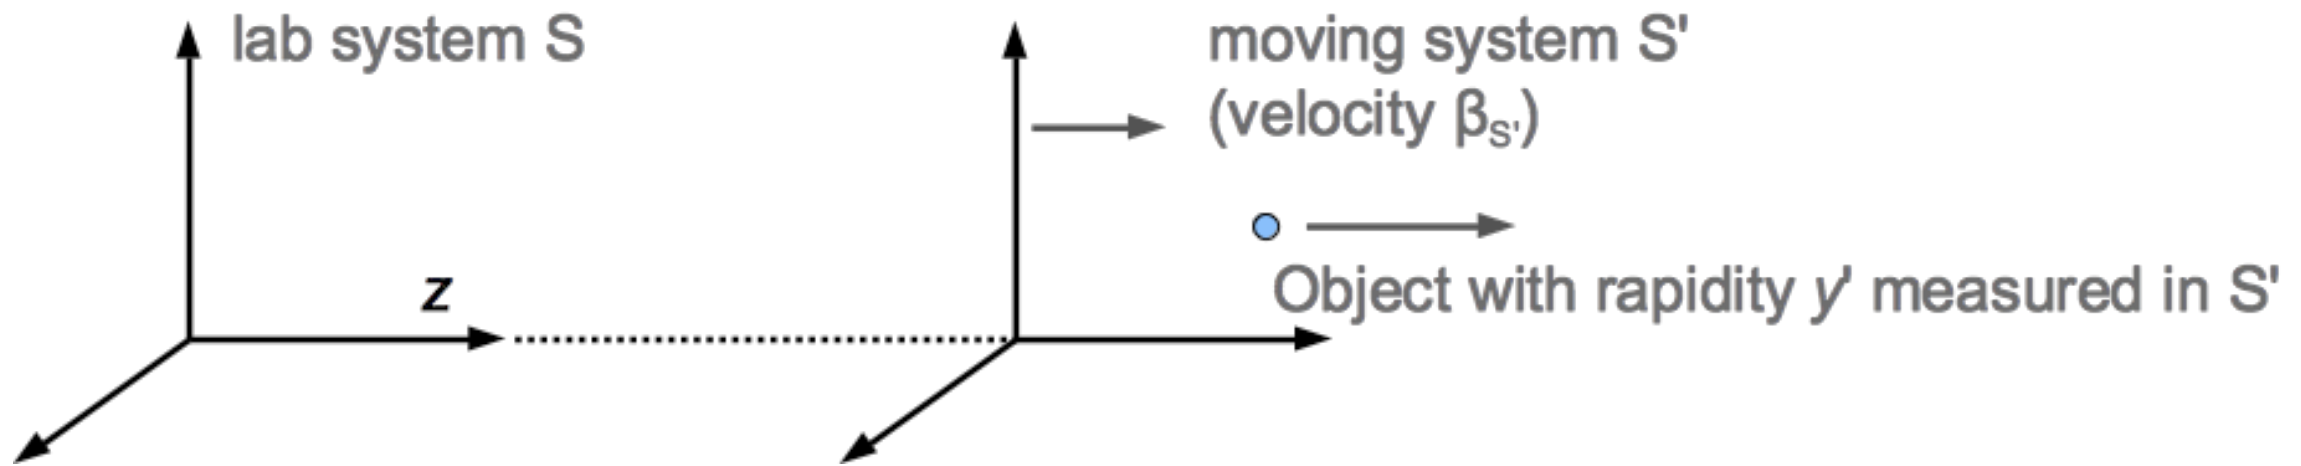 lab system S
moving system S'
(velocity βS')
z
Object with rapidity y' measured in S'